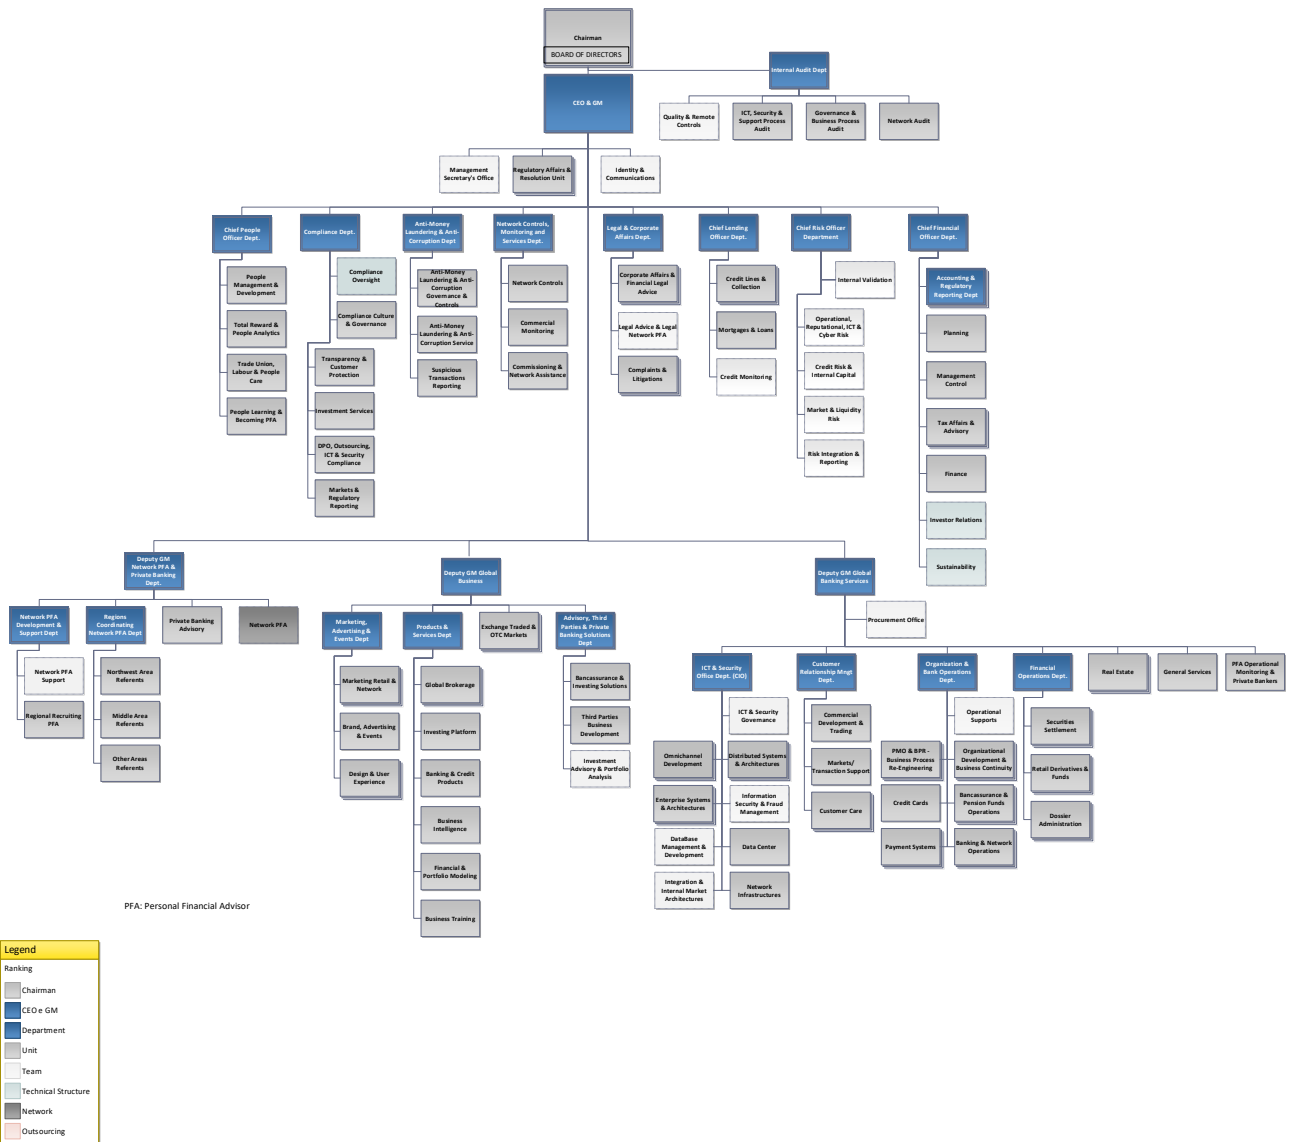 Chairman
BOARD OF DIRECTORS
Internal Audit Dept
CEO & GM
Quality & Remote
Controls
ICT, Security &
Support Process
Audit
Governance &
Business Process
Audit
Network Audit
Management
Secretary's Office
Regulatory Affairs &
Resolution Unit
Identity &
Communications
Chief People
Officer Dept.
Compliance Dept.
Anti-Money
Laundering & Anti-
Corruption Dept
Network Controls,
Monitoring and
Services Dept.
Legal & Corporate
Affairs Dept.
Chief Lending
Officer Dept.
Chief Risk Officer
Department
Chief Financial
Officer Dept.
People
Management &
Development
Total Reward &
People Analytics
Trade Union,
Labour & People
Care
People Learning &
Becoming PFA
Compliance
Oversight
Compliance Culture
& Governance
Transparency &
Customer
Protection
Investment Services
DPO, Outsourcing,
ICT & Security
Compliance
Markets &
Regulatory
Reporting
Anti-Money
Laundering & Anti-
Corruption
Governance &
Controls
Anti-Money
Laundering & Anti-
Corruption Service
Suspicious
Transactions
Reporting
Network Controls
Commercial
Monitoring
Commissioning &
Network Assistance
Corporate Affairs &
Financial Legal
Advice
Legal Advice & Legal
Network PFA
Complaints &
Litigations
Credit Lines &
Collection
Mortgages & Loans
Credit Monitoring
Internal Validation
Operational,
Reputational, ICT &
Cyber Risk
Credit Risk &
Internal Capital
Market & Liquidity
Risk
Risk Integration &
Reporting
Accounting &
Regulatory
Reporting Dept
Planning
Management
Control
Tax Affairs &
Advisory
Finance
Investor Relations
Sustainability
Deputy GM
Network PFA &
Private Banking
Dept.
Deputy GM Global
Business
Deputy GM Global
Banking Services
Network PFA
Development &
Support Dept
Regions
Coordinating
Network PFA Dept
Private Banking
Advisory
Network PFA
Network PFA
Support
Regional Recruiting
PFA
Northwest Area
Referents
Middle Area
Referents
Other Areas
Referents
Marketing,
Advertising &
Events Dept
Products &
Services Dept
Exchange Traded &
OTC Markets
Advisory, Third
Parties & Private
Banking Solutions
Dept
Marketing Retail &
Network
Brand, Advertising
& Events
Design & User
Experience
Global Brokerage
Investing Platform
Banking & Credit
Products
Business
Intelligence
Financial &
Portfolio Modeling
Business Training
Bancassurance &
Investing Solutions
Third Parties
Business
Development
Investment
Advisory & Portfolio
Analysis
Procurement Office
ICT & Security
Office Dept. (CIO)
Customer
Relationship Mngt
Dept.
Organization &
Bank Operations
Dept.
Financial
Operations Dept.
Real Estate
General Services
PFA Operational
Monitoring &
Private Bankers
ICT & Security
Governance
Omnichannel
Development
Distributed Systems
& Architectures
Enterprise Systems
& Architectures
Information
Security & Fraud
Management
DataBase
Management &
Development
Data Center
Integration &
Internal Market
Architectures
Network
Infrastructures
Commercial
Development &
Trading
Markets/
Transaction Support
Customer Care
Operational
Supports
PMO & BPR -
Business Process
Re-Engineering
Organizational
Development &
Business Continuity
Credit Cards
Bancassurance &
Pension Funds
Operations
Payment Systems
Banking & Network
Operations
Securities
Settlement
Retail Derivatives &
Funds
Dossier
Administration
PFA: Personal Financial Advisor
Legend
Ranking
Chairman
CEO e GM
Department
Unit
Team
Technical Structure
Network
Outsourcing